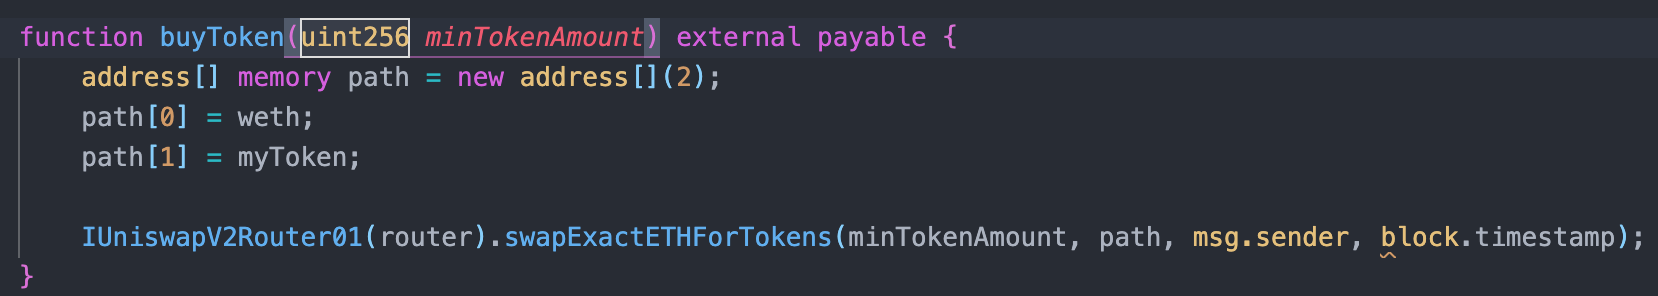 function buyToken(uint256 minTokenAmount) external payable {
address[] memory path = new address[](2);
path[0] = weth;
path[1] = myToken;
IUniswapV2Router01(router).swapExactETHForTokens(minTokenAmount, path, msg.sender, block.timestamp);
}